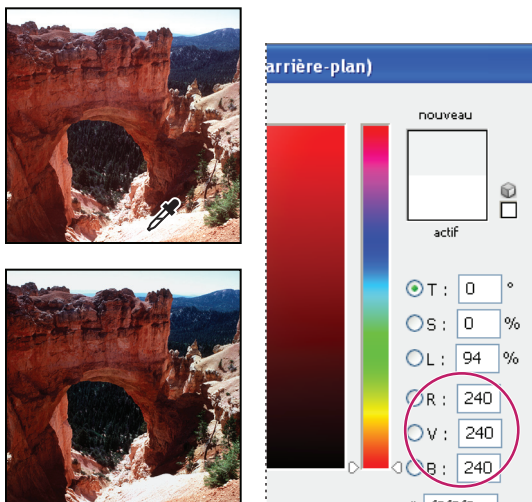 arrière-plan)
nouveau
actif
T : 0 °
S : 0 %
L : 94 %
R : 240
V : 240
B : 240